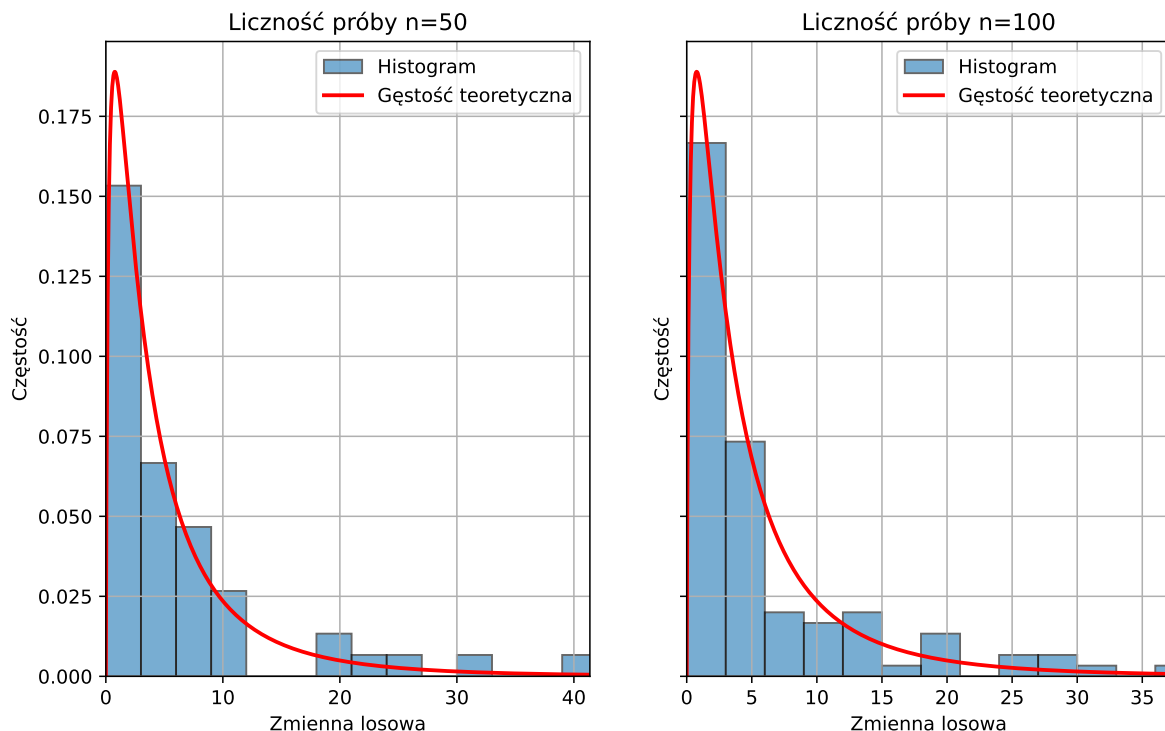 Liczność próby n=50
Histogram
Gęstość teoretyczna
0.175
0.150
0.125
0.100
0.075
0.050
0.025
0.000
Częstość
0
10
20
30
40
Zmienna losowa
Liczność próby n=100
Histogram
Gęstość teoretyczna
Częstość
0
5
10
15
20
25
30
35
Zmienna losowa